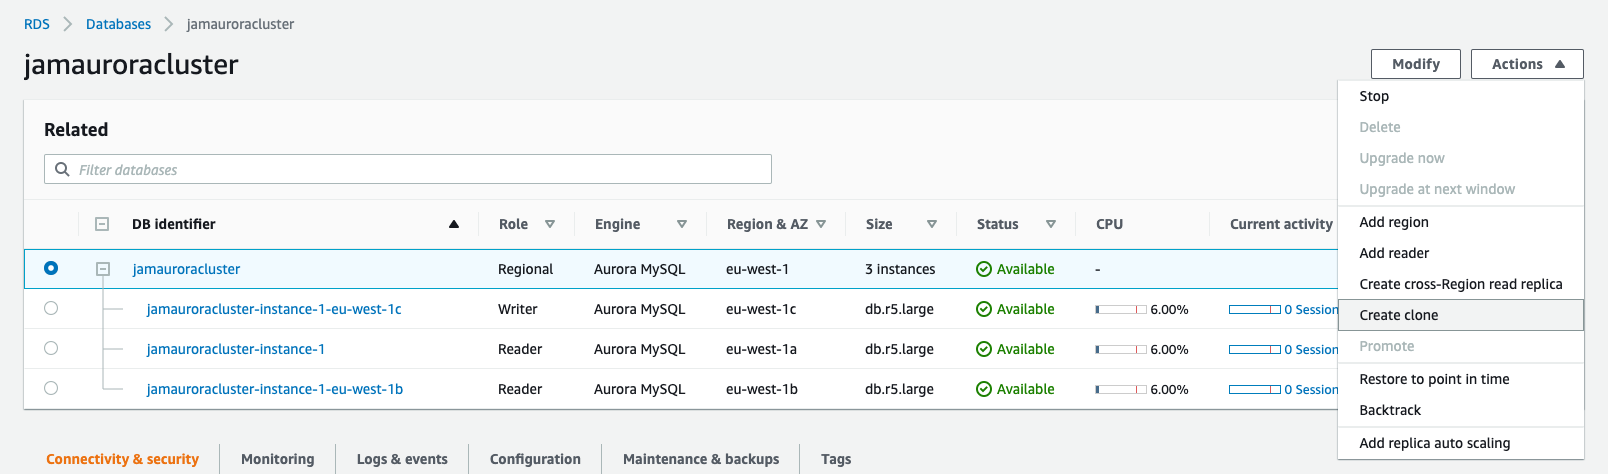 RDS > Databases > jamauroracluster
jamauroracluster
Modify
Actions
Stop
Delete
Upgrade now
Upgrade at next window
Add region
Add reader
Create cross-Region read replica
Create clone
Promote
Restore to point in time
Backtrack
Add replica auto scaling
Related
Filter databases
DB identifier Role Engine Region & AZ Size Status CPU Current activity
jamauroracluster Regional Aurora MySQL eu-west-1 3 instances Available -
jamauroracluster-instance-1-eu-west-1c Writer Aurora MySQL eu-west-1c db.r5.large Available 6.00% 0 Session
jamauroracluster-instance-1 Reader Aurora MySQL eu-west-1a db.r5.large Available 6.00% 0 Session
jamauroracluster-instance-1-eu-west-1b Reader Aurora MySQL eu-west-1b db.r5.large Available 6.00% 0 Session
Connectivity & security Monitoring Logs & events Configuration Maintenance & backups Tags